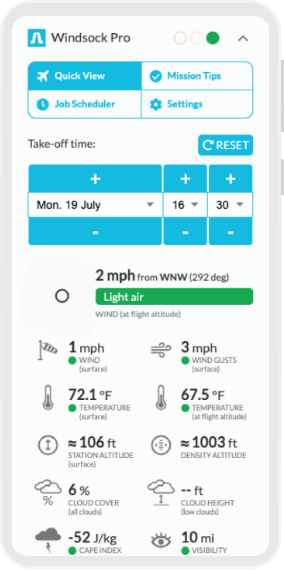 Windsock Pro
Quick View
Mission Tips
Job Scheduler
Settings
Take-off time:
RESET
+ + +
Mon. 19 July 16 30
- - -
2 mph from WNW (292 deg)
Light air
WIND (at flight altitude)
1 mph
WIND
(surface)
3 mph
WIND GUSTS
(surface)
72.1 °F
TEMPERATURE
(surface)
67.5 °F
TEMPERATURE
(at flight altitude)
≈ 106 ft
STATION ALTITUDE
(surface)
≈ 1003 ft
DENSITY ALTITUDE
%
6 %
CLOUD COVER
(all clouds)
-- ft
CLOUD HEIGHT
(low clouds)
-52 J/kg
CAPE INDEX
10 mi
VISIBILITY